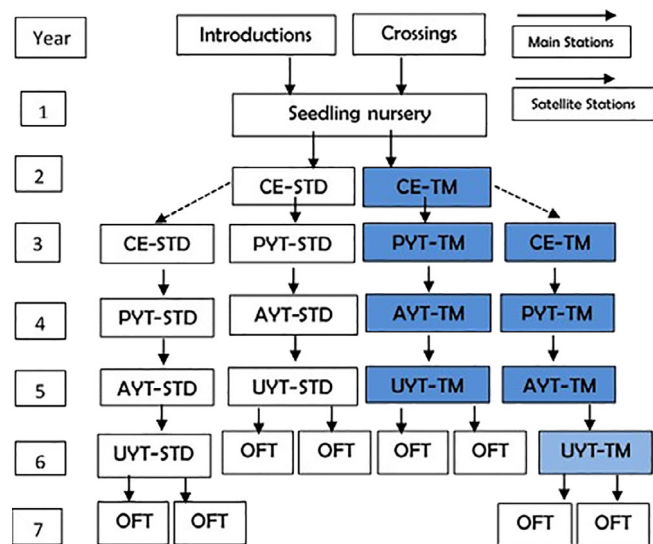 Year
Introductions
Crossings
Main Stations
Satellite Stations
1
Seedling nursery
2
CE-STD
CE-TM
3
CE-STD
PYT-STD
PYT-TM
CE-TM
4
PYT-STD
AYT-STD
AYT-TM
PYT-TM
5
AYT-STD
UYT-STD
UYT-TM
AYT-TM
6
UYT-STD
OFT
OFT
OFT
OFT
UYT-TM
7
OFT
OFT
OFT
OFT